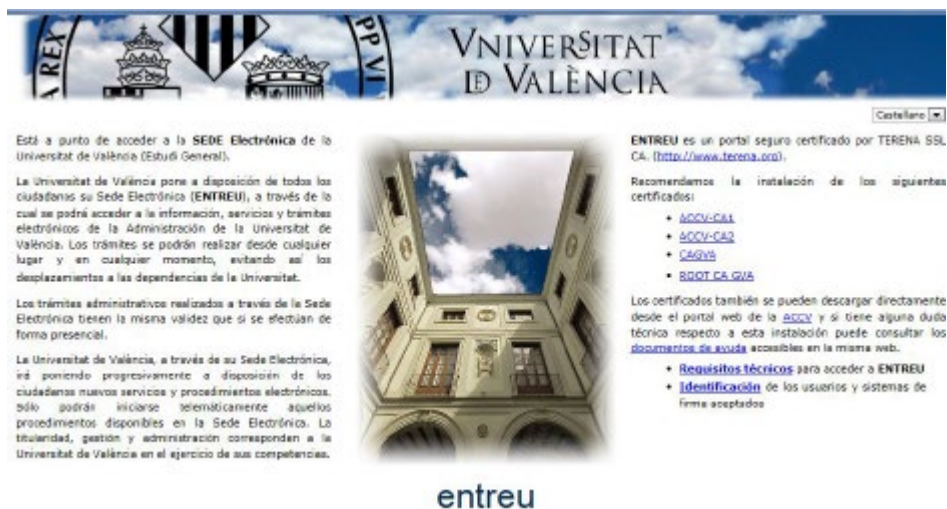 A REX
PP VI
VNIVERSITAT
DE VALÈNCIA
Castellano
Está a punto de acceder a la SEDE Electrónica de la
Universitat de València (Estudi General).
La Universitat de València pone a disposición de todos los
ciudadanos su Sede Electrónica (ENTREU), a través de la
cual se podrá acceder a la información, servicios y trámites
electrónicos de la Administración de la Universitat de
València. Los trámites se podrán realizar desde cualquier
lugar y en cualquier momento, evitando así los
desplazamientos a las dependencias de la Universitat.
Los trámites administrativos realizados a través de la Sede
Electrónica tienen la misma validez que si se efectúan de
forma presencial.
La Universitat de València, a través de su Sede Electrónica,
irá poniendo progresivamente a disposición de los
ciudadanos nuevos servicios y procedimientos electrónicos.
Sólo podrán iniciarse telemáticamente aquellos
procedimientos disponibles en la Sede Electrónica. La
titularidad, gestión y administración corresponden a la
Universitat de València en el ejercicio de sus competencias.
ENTREU es un portal seguro certificado por TERENA SSL
CA. (http://www.terena.org).
Recomendamos la instalación de los siguientes
certificados:
ACCV-CA1
ACCV-CA2
CAGVA
ROOT CA GVA
Los certificados también se pueden descargar directamente
desde el portal web de la ACCV y si tiene alguna duda
técnica respecto a esta instalación puede consultar los
documentos de ayuda accesibles en la misma web.
Requisitos técnicos para acceder a ENTREU
Identificación de los usuarios y sistemas de
firma aceptados
entreu